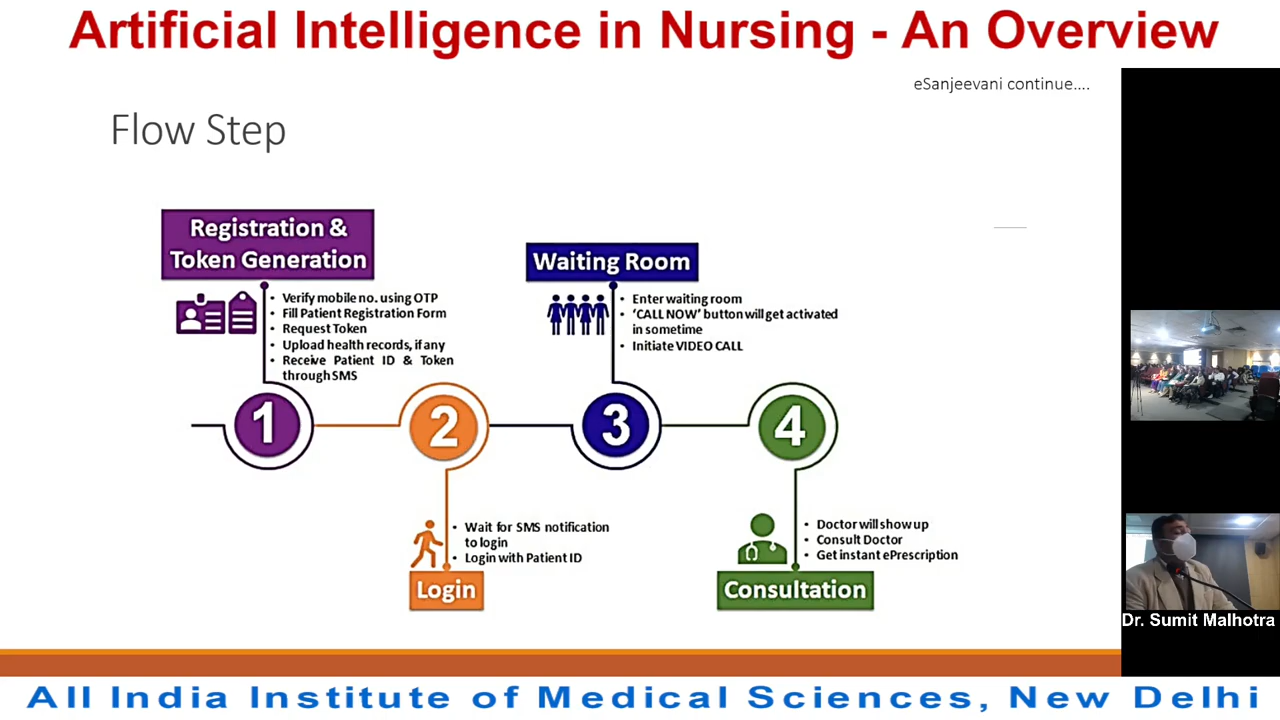 Artificial Intelligence in Nursing - An Overview
eSanjeevani continue....
Flow Step
Registration &
Token Generation
• Verify mobile no. using OTP
• Fill Patient Registration Form
• Request Token
• Upload health records, if any
• Receive Patient ID & Token
through SMS
Waiting Room
• Enter waiting room
• ‘CALL NOW’ button will get activated
in sometime
• Initiate VIDEO CALL
1
2
3
4
• Wait for SMS notification
to login
• Login with Patient ID
Login
• Doctor will show up
• Consult Doctor
• Get instant ePrescription
Consultation
Dr. Sumit Malhotra
All India Institute of Medical Sciences, New Delhi